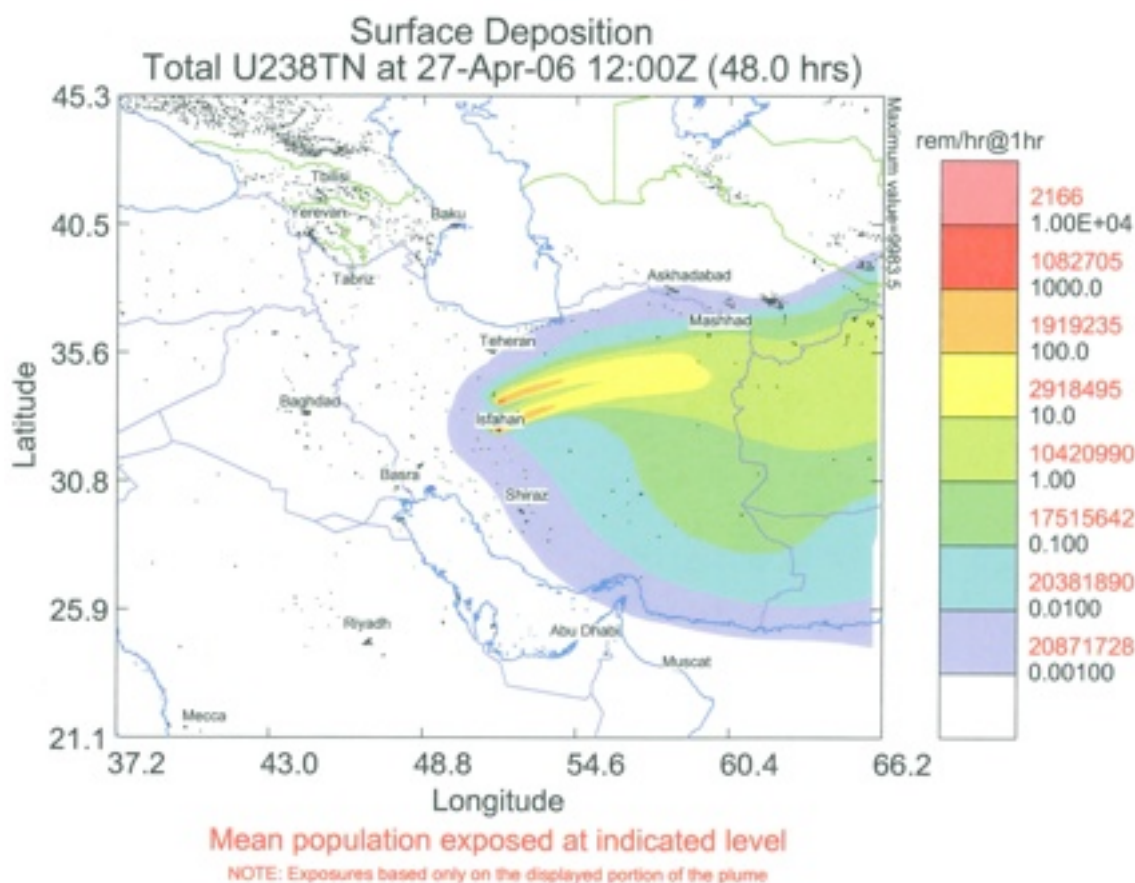 Surface Deposition
Total U238TN at 27-Apr-06 12:00Z (48.0 hrs)
45.3
40.5
35.6
30.8
25.9
21.1
Latitude
37.2
43.0
48.8
54.6
60.4
66.2
Longitude
Tbilisi
Yerevan
Baku
Tabriz
Askhadabad
Mashhad
Teheran
Baghdad
Isfahan
Basra
Shiraz
Riyadh
Abu Dhabi
Muscat
Mecca
Maximum value=9983.5
rem/hr@1hr
2166
1.00E+04
1082705
1000.0
1919235
100.0
2918495
10.0
10420990
1.00
17515642
0.100
20381890
0.0100
20871728
0.00100
Mean population exposed at indicated level
NOTE: Exposures based only on the displayed portion of the plume